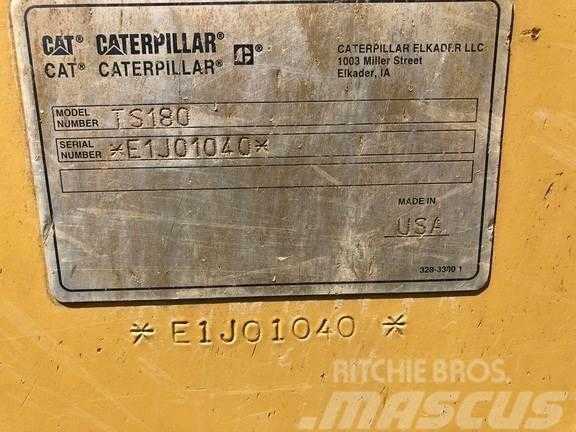 CAT® CATERPILLAR® ®
CAT® CATERPILLAR®
CATERPILLAR ELKADER LLC
1003 Miller Street
Elkader, IA
MODEL NUMBER TS180
SERIAL NUMBER *E1J01040*
MADE IN
USA
* E1J01040 *
RITCHIE BROS.
MASCUS